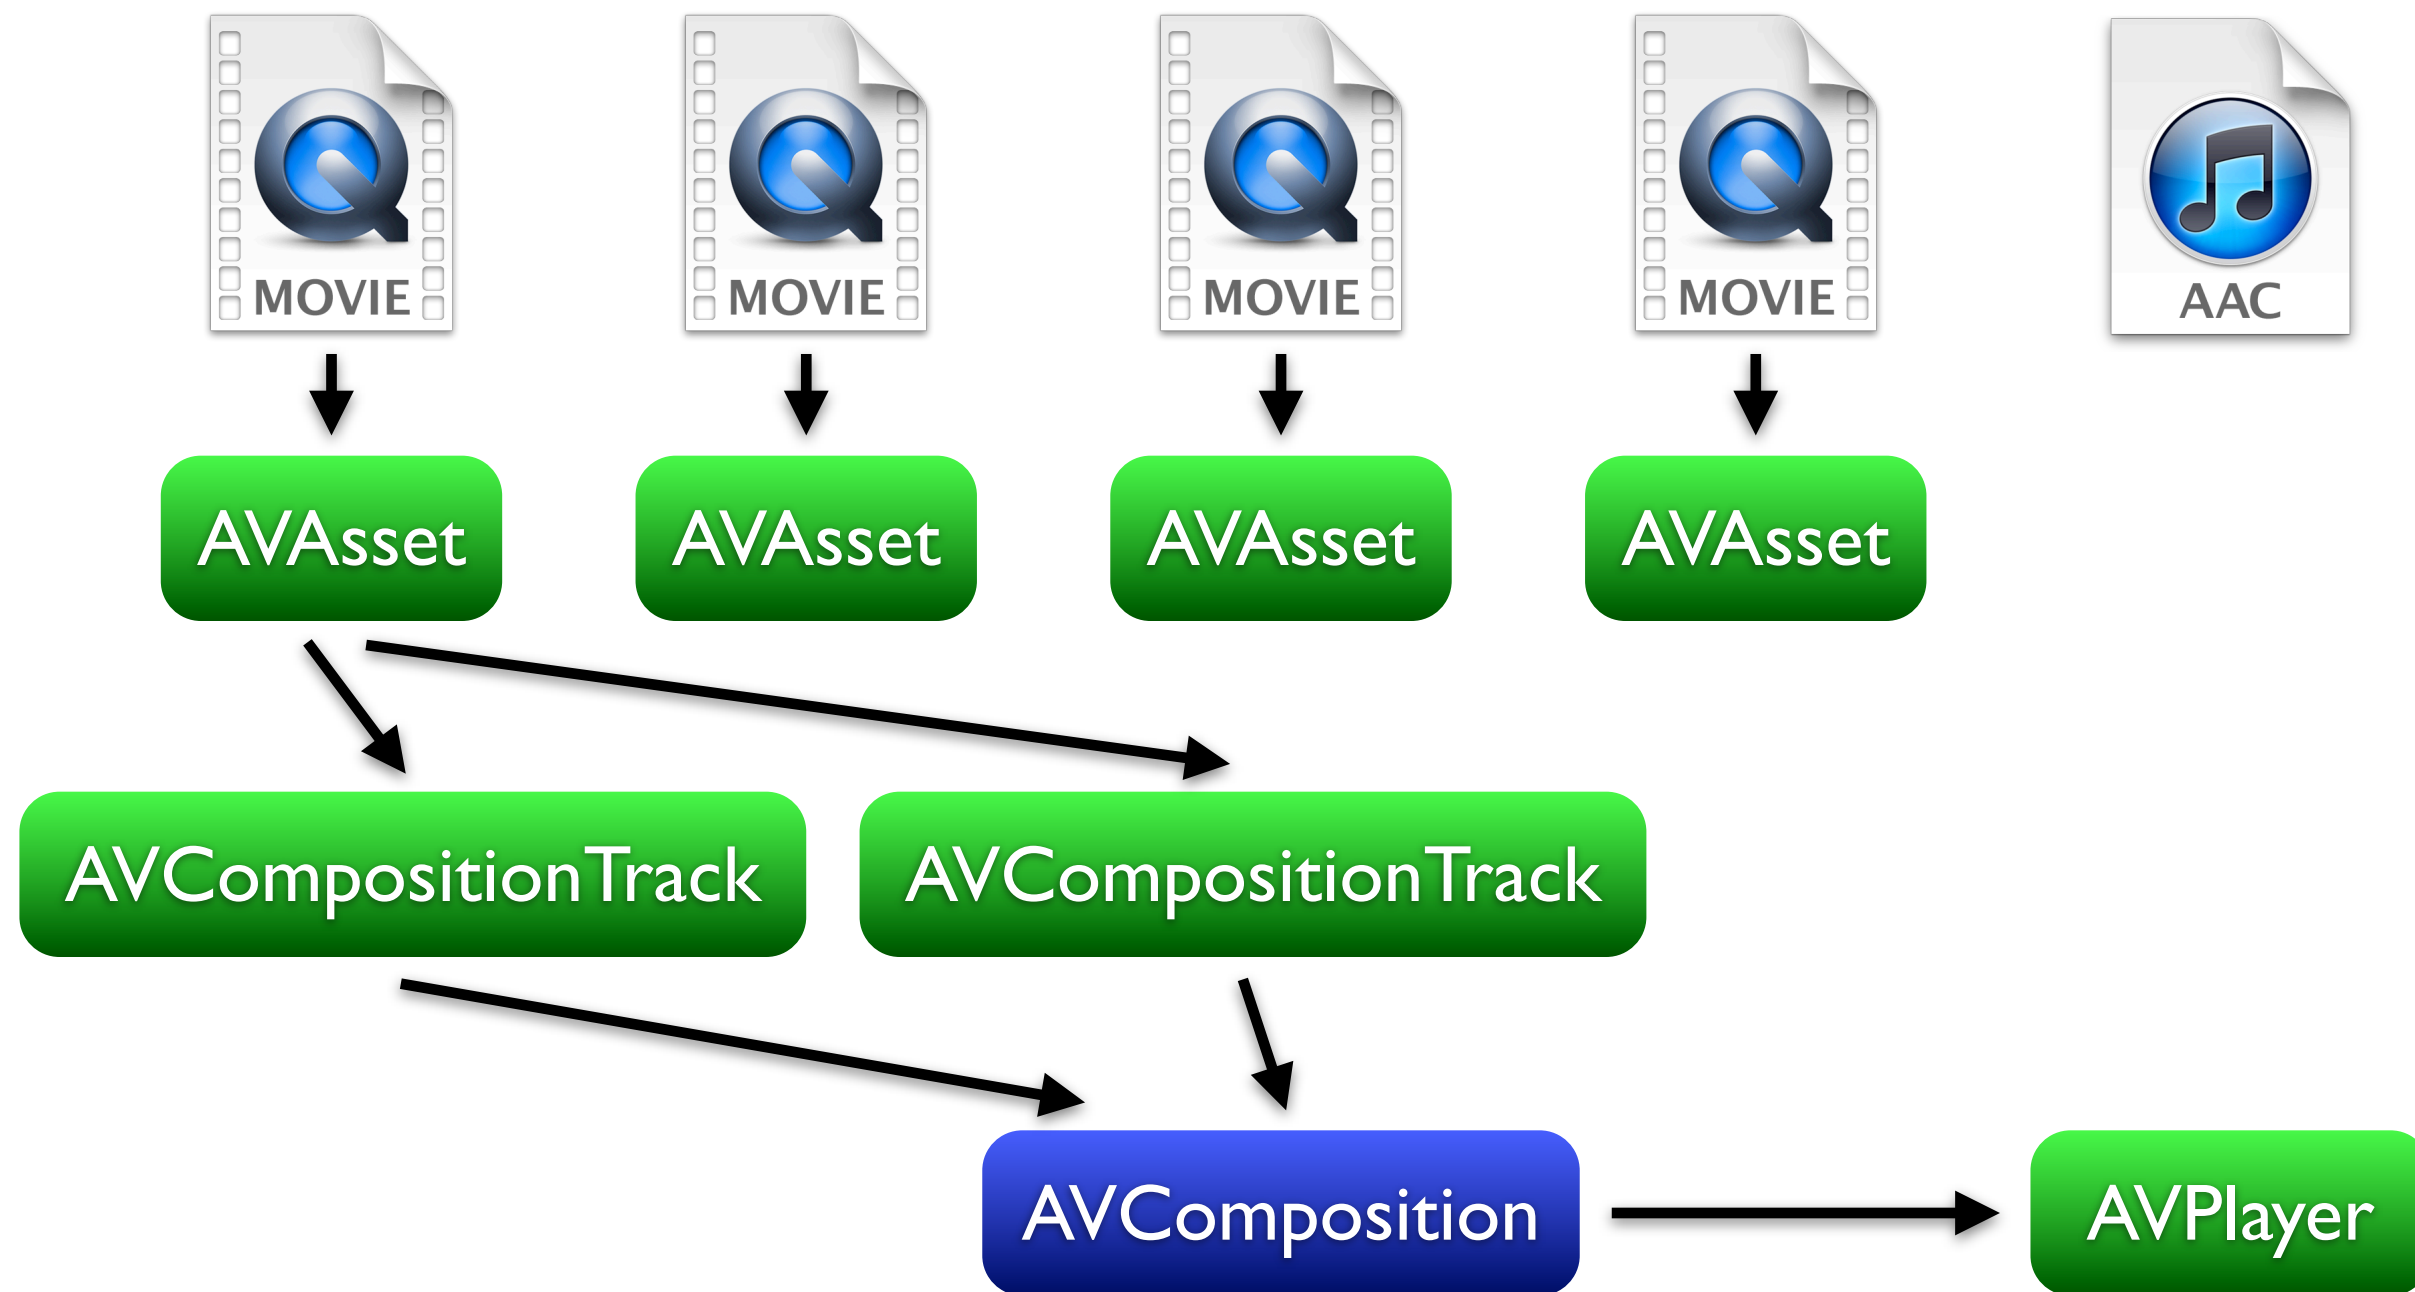 MOVIE
MOVIE
MOVIE
MOVIE
AAC
AVAsset
AVAsset
AVAsset
AVAsset
AVCompositionTrack
AVCompositionTrack
AVComposition
AVPlayer